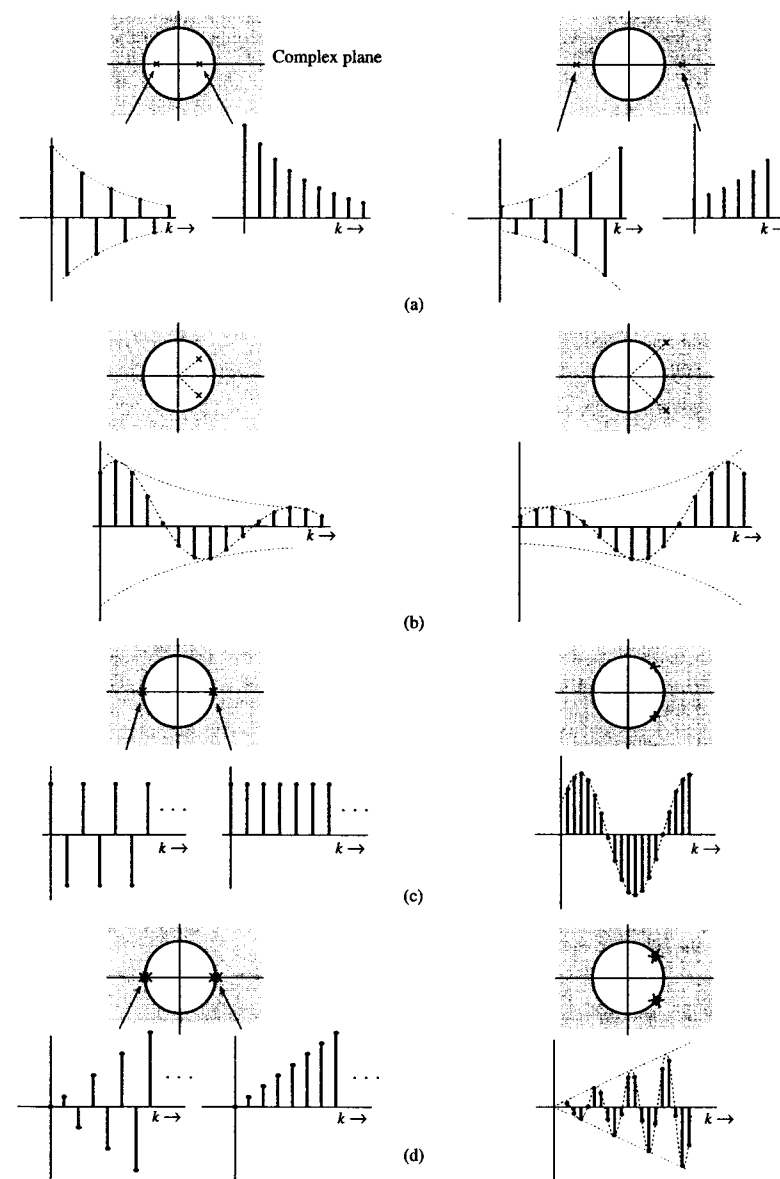 Complex plane
k → k → k → k →
(a)
k → k →
(b)
k → k → k →
(c)
k → k → k →
(d)